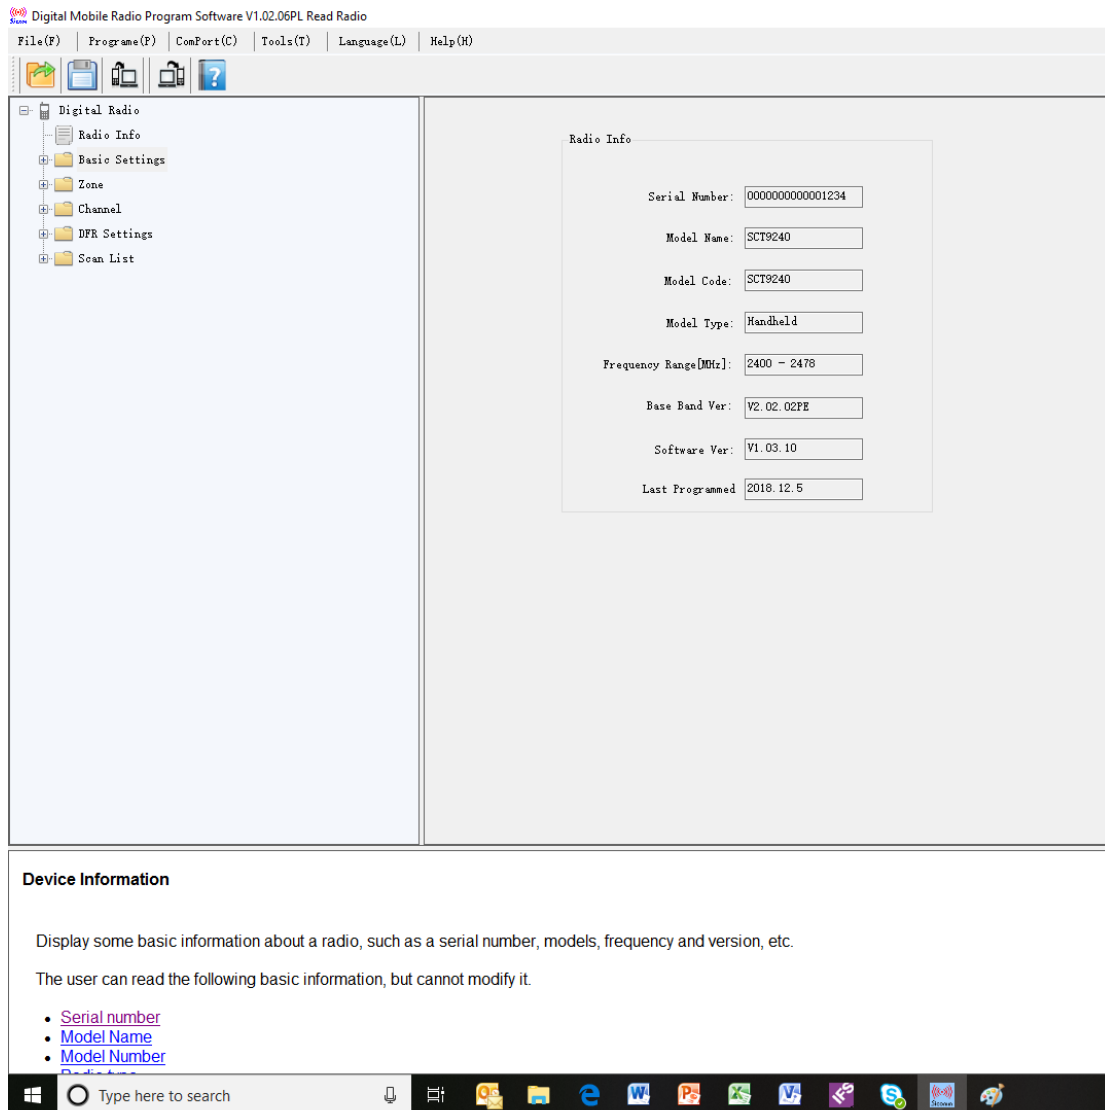 Digital Mobile Radio Program Software V1.02.06PL Read Radio
File(F) Programe(P) ComPort(C) Tools(T) Language(L) Help(H)
Digital Radio
Radio Info
Basic Settings
Zone
Channel
DFR Settings
Scan List
Radio Info
Serial Number: 0000000000001234
Model Name: SCT9240
Model Code: SCT9240
Model Type: Handheld
Frequency Range[MHz]: 2400 - 2478
Base Band Ver: V2.02.02PE
Software Ver: V1.03.10
Last Programmed 2018.12.5
Device Information
Display some basic information about a radio, such as a serial number, models, frequency and version, etc.
The user can read the following basic information, but cannot modify it.
Serial number
Model Name
Model Number
Radio type
Type here to search